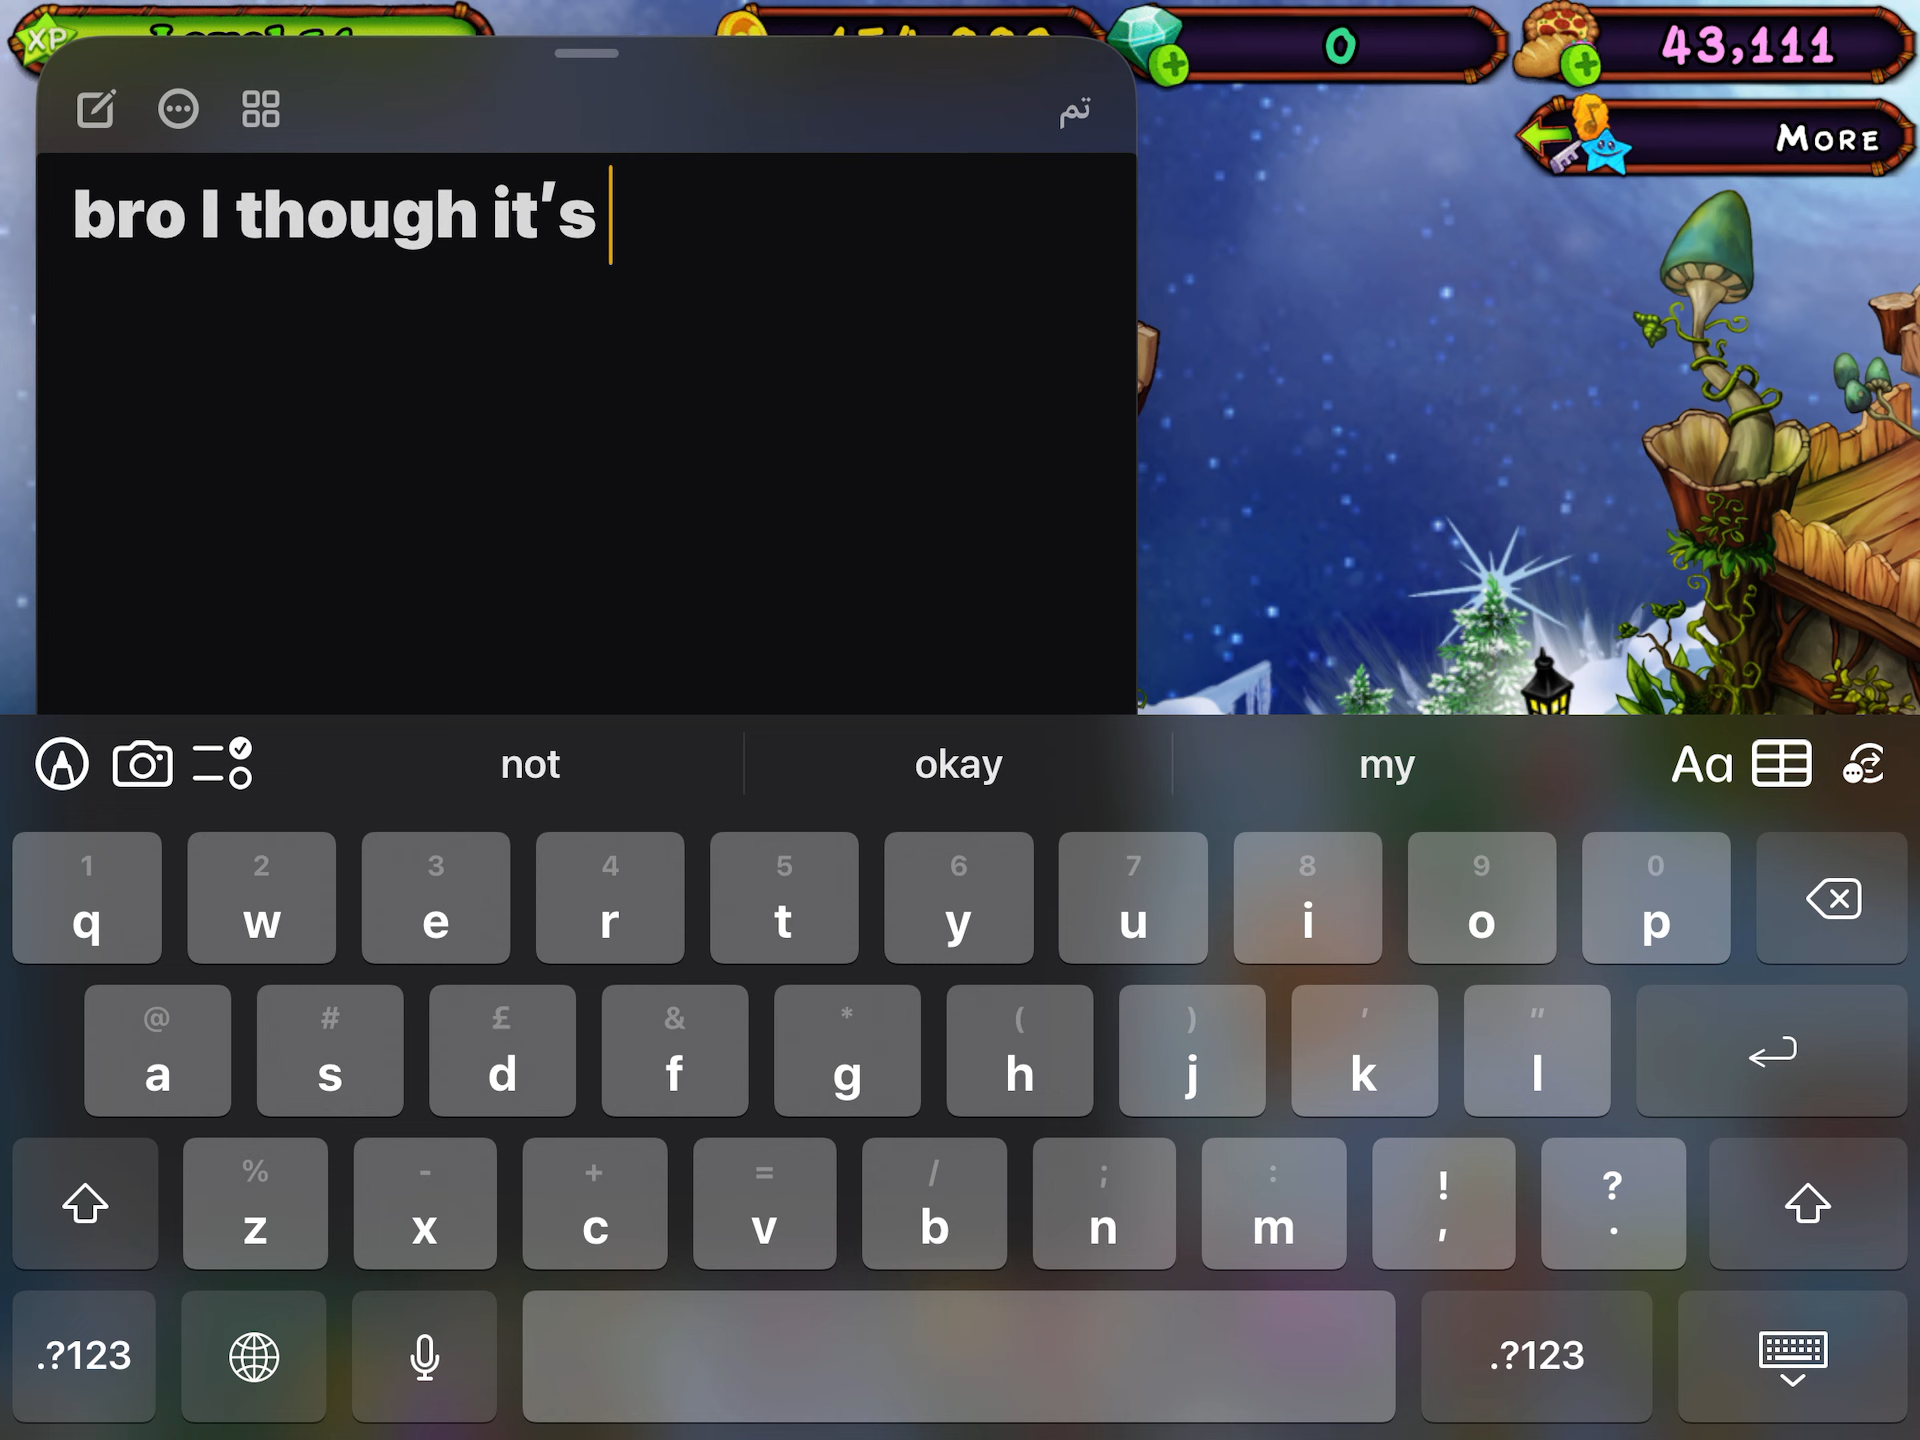 XP
0
43,111
MORE
تم
bro I though it's
not okay my Aa
1 2 3 4 5 6 7 8 9 0
q w e r t y u i o p
@ # £ & * ( ) ' "
a s d f g h j k l
% - + = / ; : ! ?
z x c v b n m , .
.?123 .?123